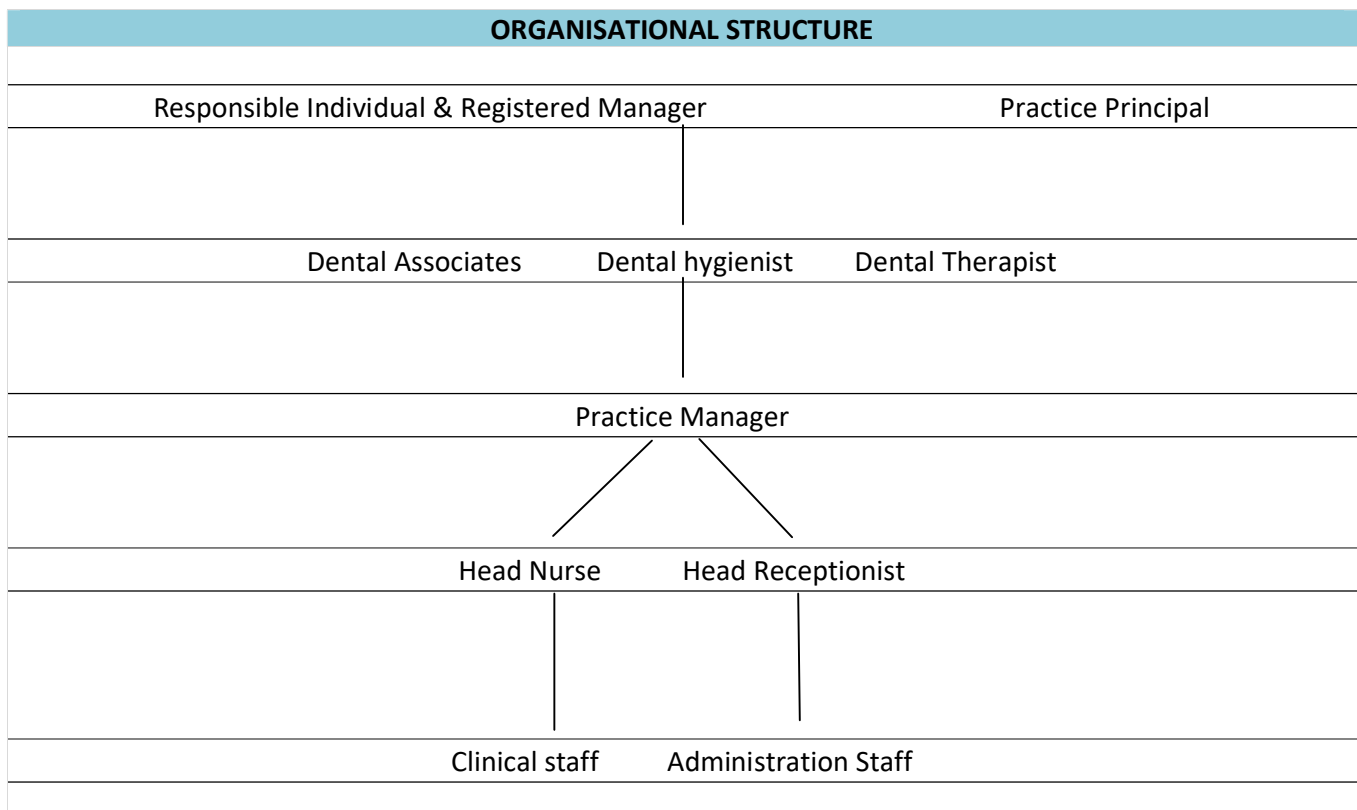 ORGANISATIONAL STRUCTURE
Responsible Individual & Registered Manager Practice Principal
Dental Associates Dental hygienist Dental Therapist
Practice Manager
Head Nurse Head Receptionist
Clinical staff Administration Staff